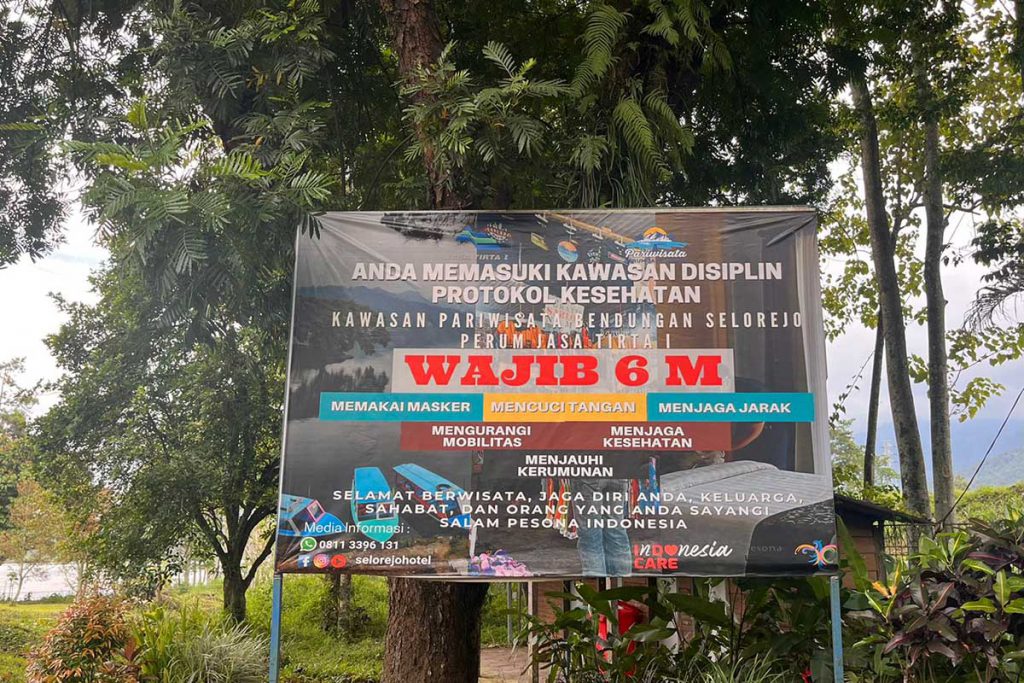 TIRTA I
Pariwisata
ANDA MEMASUKI KAWASAN DISIPLIN
PROTOKOL KESEHATAN
KAWASAN PARIWISATA BENDUNGAN SELOREJO
PERUM JASA TIRTA I
WAJIB 6 M
MEMAKAI MASKER
MENCUCI TANGAN
MENJAGA JARAK
MENGURANGI
MOBILITAS
MENJAGA
KESEHATAN
MENJAUHI
KERUMUNAN
SELAMAT BERWISATA, JAGA DIRI ANDA, KELUARGA,
SAHABAT, DAN ORANG YANG ANDA SAYANGI
SALAM PESONA INDONESIA
Media Informasi :
0811 3396 131
selorejohotel
INDONesia
CARE